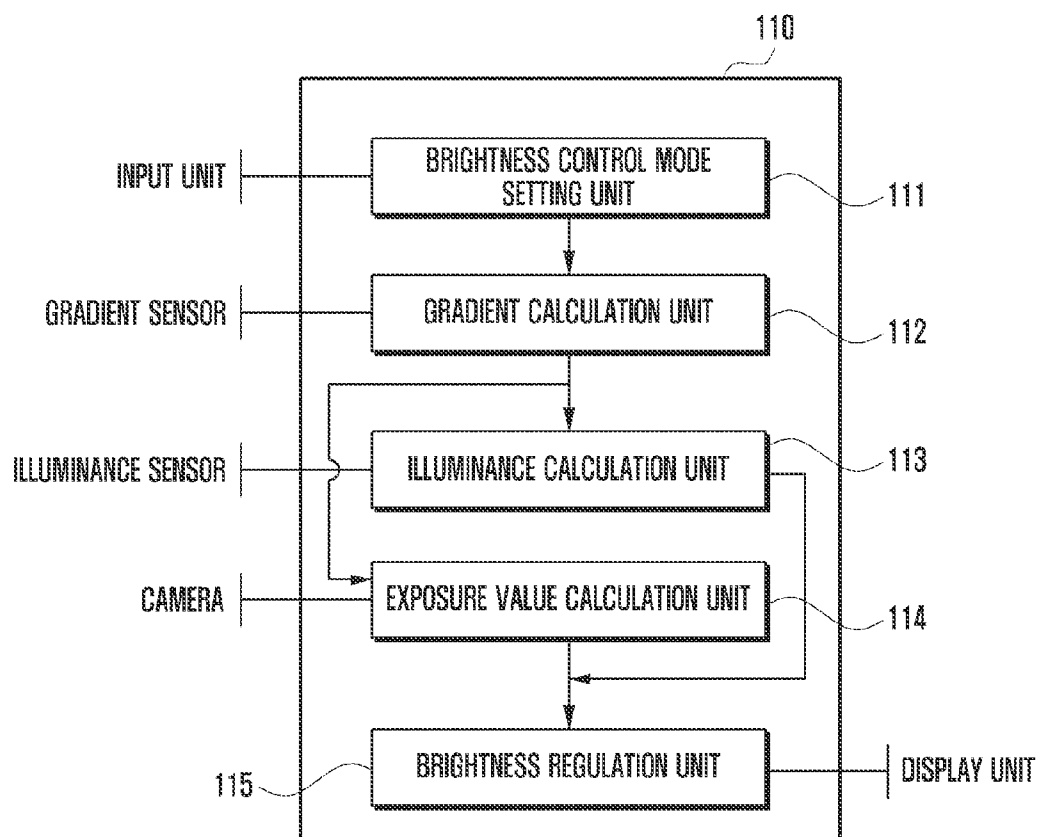 110
INPUT UNIT
BRIGHTNESS CONTROL MODE
SETTING UNIT
111
GRADIENT SENSOR
GRADIENT CALCULATION UNIT
112
ILLUMINANCE SENSOR
ILLUMINANCE CALCULATION UNIT
113
CAMERA
EXPOSURE VALUE CALCULATION UNIT
114
115
BRIGHTNESS REGULATION UNIT
DISPLAY UNIT